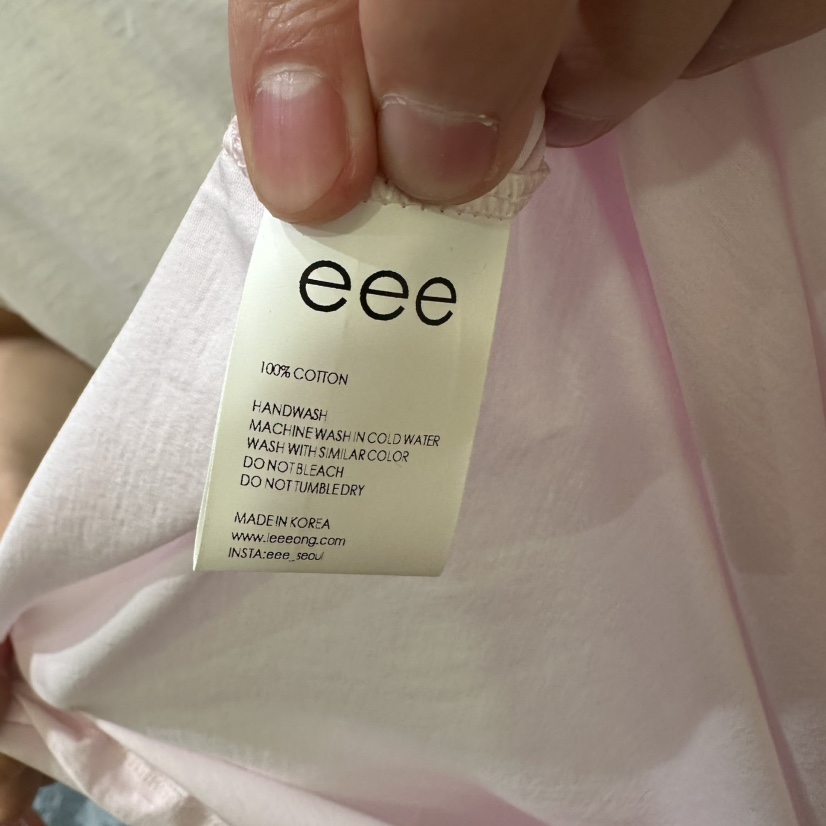 eee
100% COTTON
HANDWASH
MACHINE WASH IN COLD WATER
WASH WITH SIMILAR COLOR
DO NOT BLEACH
DO NOT TUMBLE DRY
MADE IN KOREA
www.leeeong.com
INSTA:eee_seoul